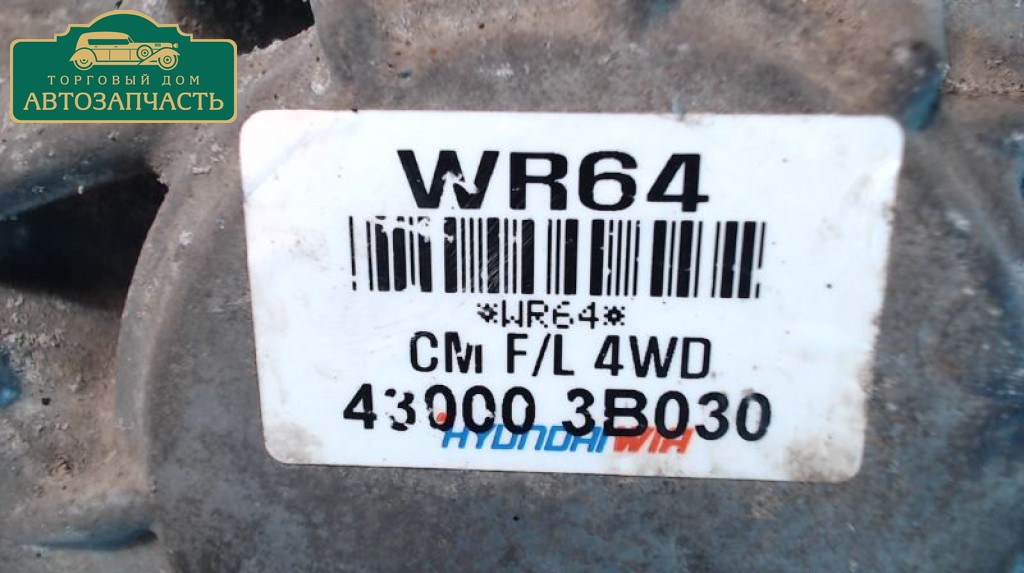 ТОРГОВЫЙ ДОМ
АВТОЗАПЧАСТЬ
WR64
*WR64*
CM F/L 4WD
43000 3B030
HYUNDAI WIA